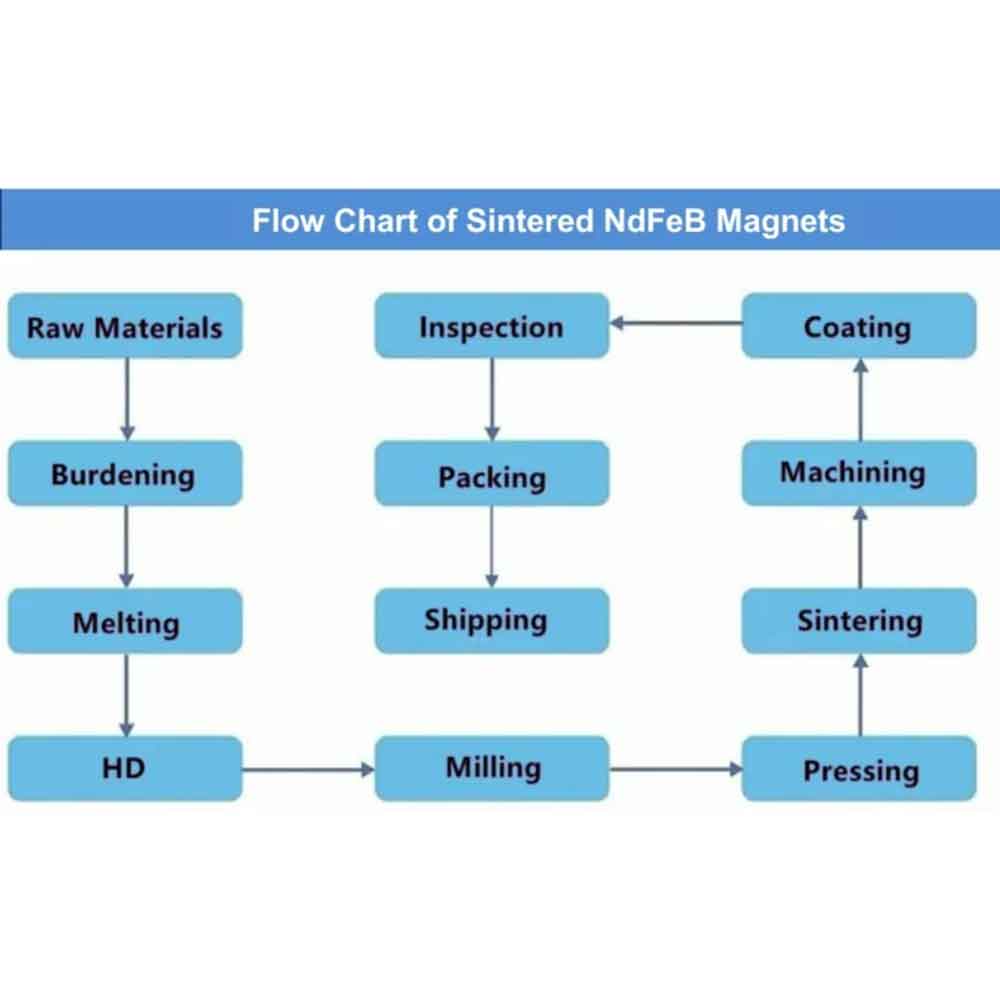 Flow Chart of Sintered NdFeB Magnets
Raw Materials
Burdening
Melting
HD
Milling
Pressing
Sintering
Machining
Coating
Inspection
Packing
Shipping